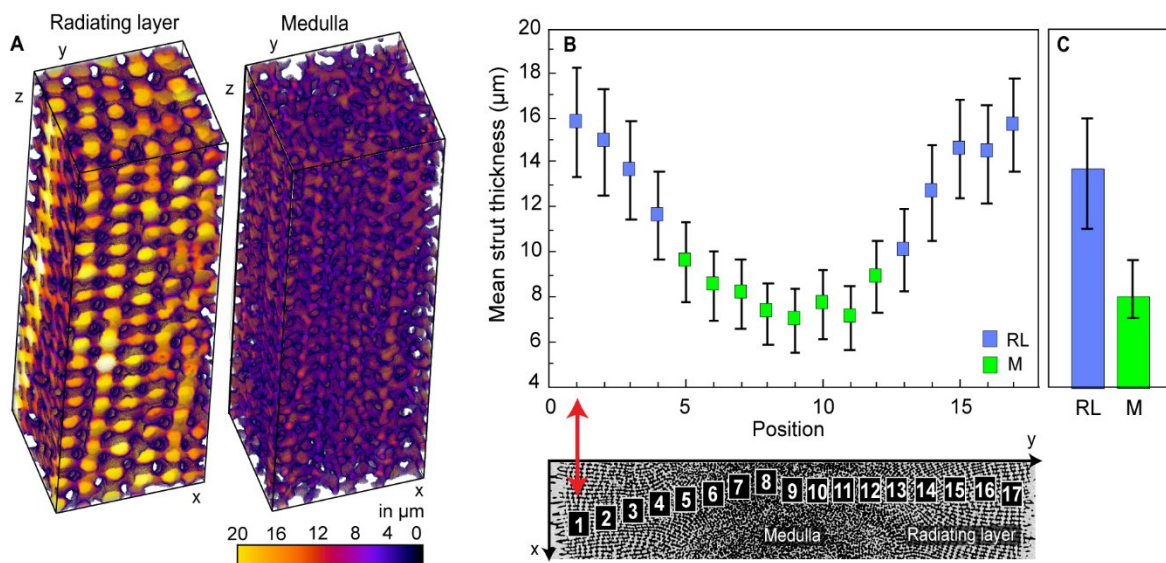 A
Radiating layer
Medulla
y
z
x
y
z
x
in µm
20 16 12 8 4 0
B
Mean strut thickness (µm)
20
18
16
14
12
10
8
6
4
0 5 10 15
Position
RL
M
C
RL M
y
x
1 2 3 4 5 6 7 8 9 10 11 12 13 14 15 16 17
Medulla
Radiating layer